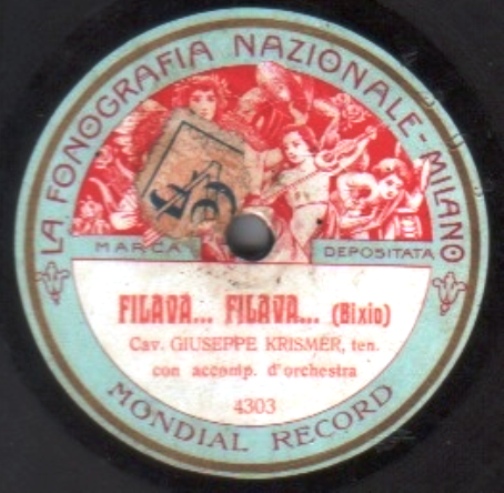 LA FONOGRAFIA NAZIONALE - MILANO
MARCA DEPOSITATA
FILAVA... FILAVA... (Bixio)
Cav. GIUSEPPE KRISMER, ten.
con accomp. d'orchestra
4303
MONDIAL RECORD